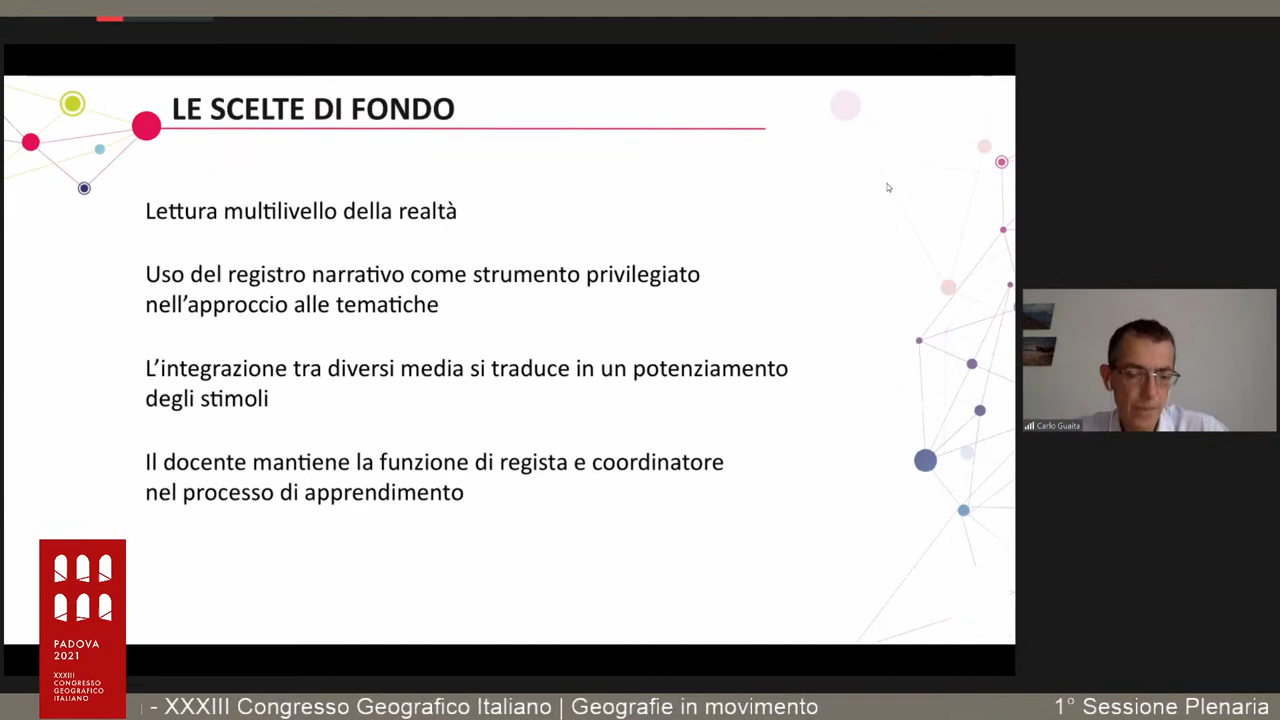 LE SCELTE DI FONDO
Lettura multilivello della realtà
Uso del registro narrativo come strumento privilegiato
nell'approccio alle tematiche
L'integrazione tra diversi media si traduce in un potenziamento
degli stimoli
Il docente mantiene la funzione di regista e coordinatore
nel processo di apprendimento
Carlo Guaita
PADOVA
2021
XXXIII
CONGRESSO
GEOGRAFICO
ITALIANO
- XXXIII Congresso Geografico Italiano | Geografie in movimento
1° Sessione Plenaria